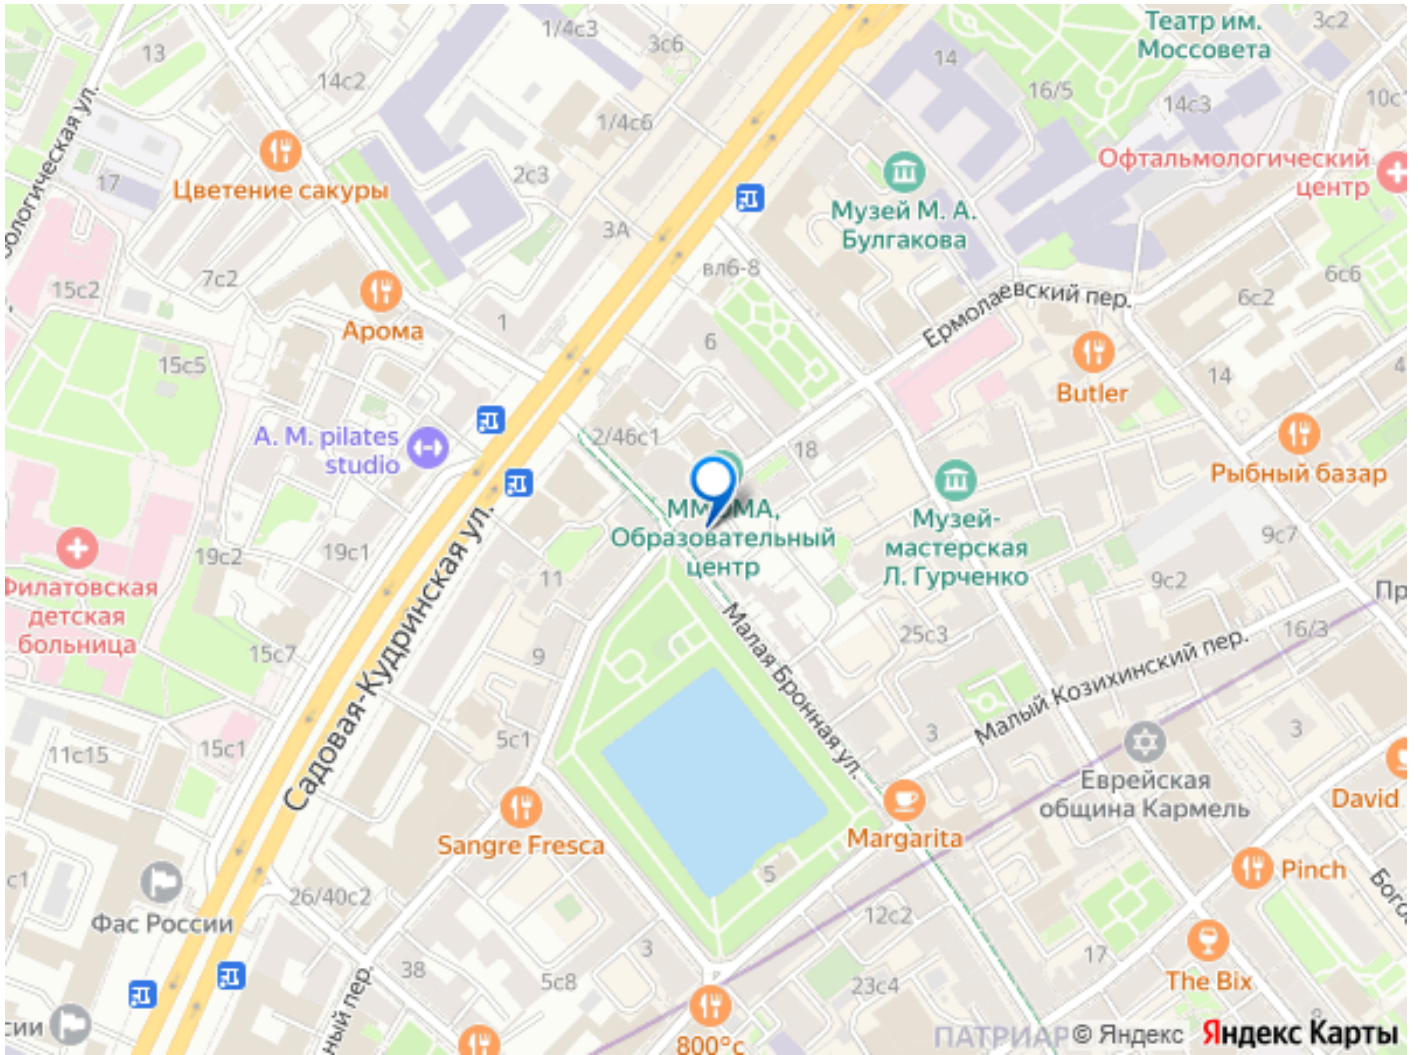 Театр им.
Моссовета
3с2
1/4с3
3с6
13
14с2
14
16/5
14с3
1/4с6
2с3
17
Цветение сакуры
Офтальмологический
центр
Музей М. А.
Булгакова
3А
вл6-8
7с2
15с2
6с6
6с2
Ермолаевский пер.
Арома
1
6
15с5
Butler
14
4
A. M. pilates
studio
2/46с1
18
Рыбный базар
ММОМА,
Образовательный
центр
Музей-
мастерская
Л. Гурченко
19с2
19с1
11
9с7
9с2
Филатовская
детская
больница
Садовая-Кудринская ул.
Малая Бронная ул.
25с3
16/3
15с7
9
Малый Козихинский пер.
3
3
11с15
15с1
5с1
Еврейская
община Кармель
David
Sangre Fresca
Margarita
5
Pinch
с1
26/40с2
Фас России
12с2
17
3
38
5с8
23с4
The Bix
800°с
ПАТРИАР
© Яндекс
Яндекс Карты